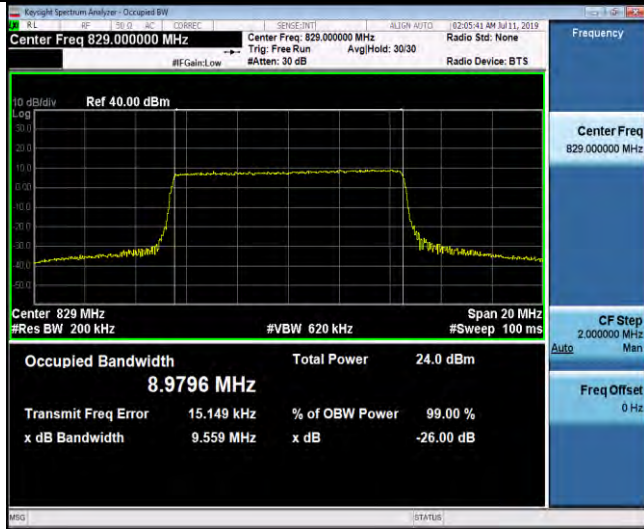 Keysight Spectrum Analyzer - Occupied BW
RL RF 50 Ω AC CORREC SENSE:INT ALIGN AUTO 02:05:41 AM Jul 11, 2019
Center Freq 829.000000 MHz
Center Freq: 829.000000 MHz
Radio Std: None
Trig: Free Run
Avg|Hold: 30/30
#IFGain:Low
#Atten: 30 dB
Radio Device: BTS
10 dB/div
Ref 40.00 dBm
Log
30.0
20.0
10.0
0.00
-10.0
-20.0
-30.0
-40.0
-50.0
Center 829 MHz
Span 20 MHz
#Res BW 200 kHz
#VBW 620 kHz
#Sweep 100 ms
Occupied Bandwidth
Total Power
24.0 dBm
8.9796 MHz
Transmit Freq Error
15.149 kHz
% of OBW Power
99.00 %
x dB Bandwidth
9.559 MHz
x dB
-26.00 dB
MSG
STATUS
Frequency
Center Freq
829.000000 MHz
CF Step
2.000000 MHz
Auto
Man
Freq Offset
0 Hz